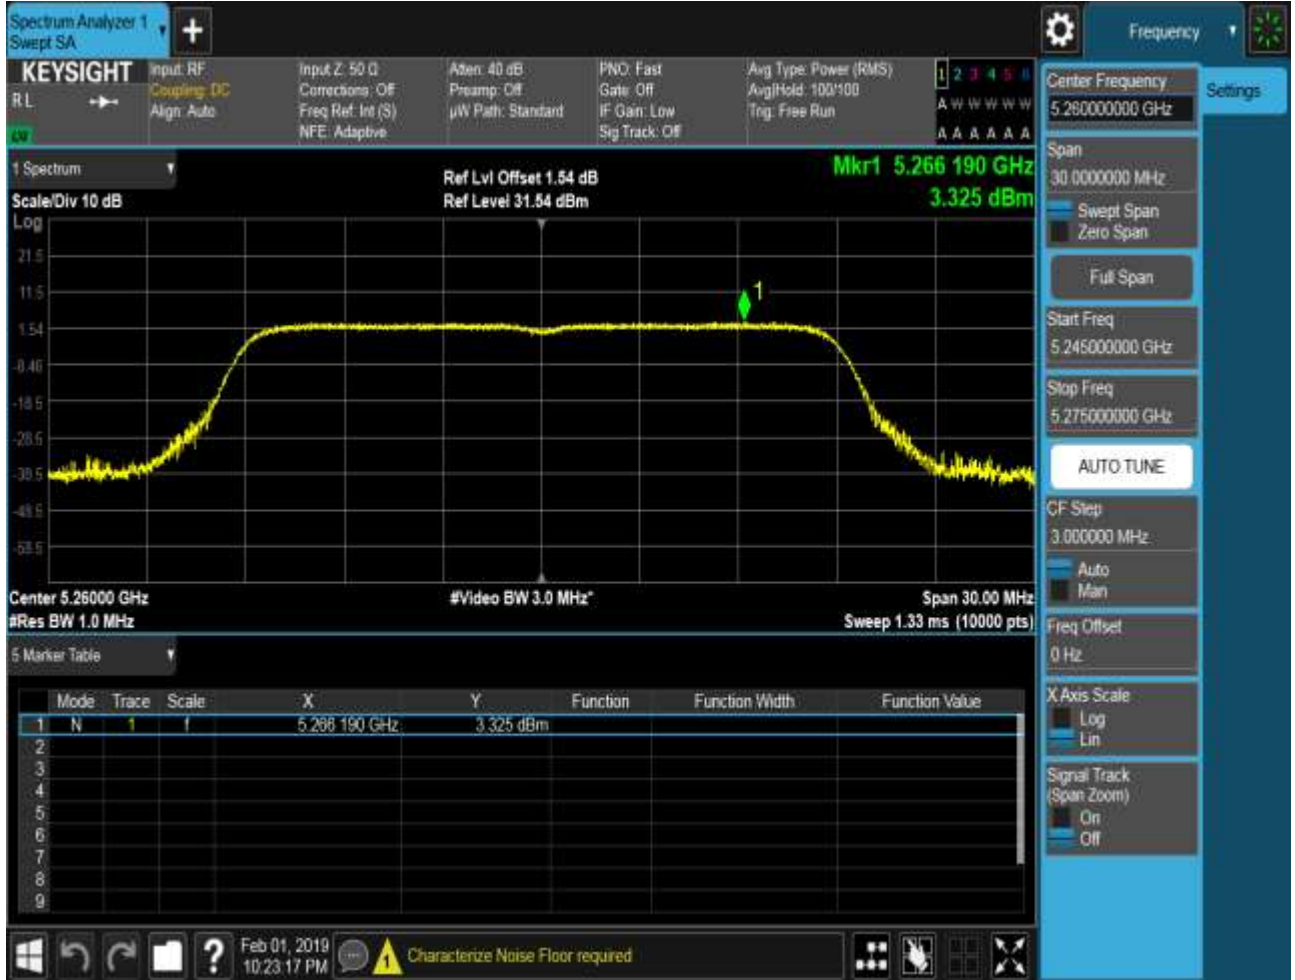 Spectrum Analyzer 1
Swept SA
Frequency
KEYSIGHT
RL
Input: RF
Coupling: DC
Align: Auto
Input Z: 50 Ω
Corrections: Off
Freq Ref: Int (S)
NFE: Adaptive
Atten: 40 dB
Preamp: Off
µW Path: Standard
PNO: Fast
Gate: Off
IF Gain: Low
Sig Track: Off
Avg Type: Power (RMS)
Avg|Hold: 100/100
Trig: Free Run
1 2 3 4 5 6
A W W W W W
A A A A A A
1 Spectrum
Scale/Div 10 dB
Ref Lvl Offset 1.54 dB
Ref Level 31.54 dBm
Mkr1 5.266 190 GHz
3.325 dBm
Log
21.5
11.5
1.54
-8.46
-18.5
-28.5
-38.5
-48.5
-58.5
1
Center 5.26000 GHz
#Res BW 1.0 MHz
#Video BW 3.0 MHz*
Span 30.00 MHz
Sweep 1.33 ms (10000 pts)
5 Marker Table
Mode Trace Scale X Y Function Function Width Function Value
1 N 1 f 5.266 190 GHz 3.325 dBm
2
3
4
5
6
7
8
9
Feb 01, 2019
10:23:17 PM
1
Characterize Noise Floor required
Settings
Center Frequency
5.260000000 GHz
Span
30.0000000 MHz
Swept Span
Zero Span
Full Span
Start Freq
5.245000000 GHz
Stop Freq
5.275000000 GHz
AUTO TUNE
CF Step
3.000000 MHz
Auto
Man
Freq Offset
0 Hz
X Axis Scale
Log
Lin
Signal Track
(Span Zoom)
On
Off